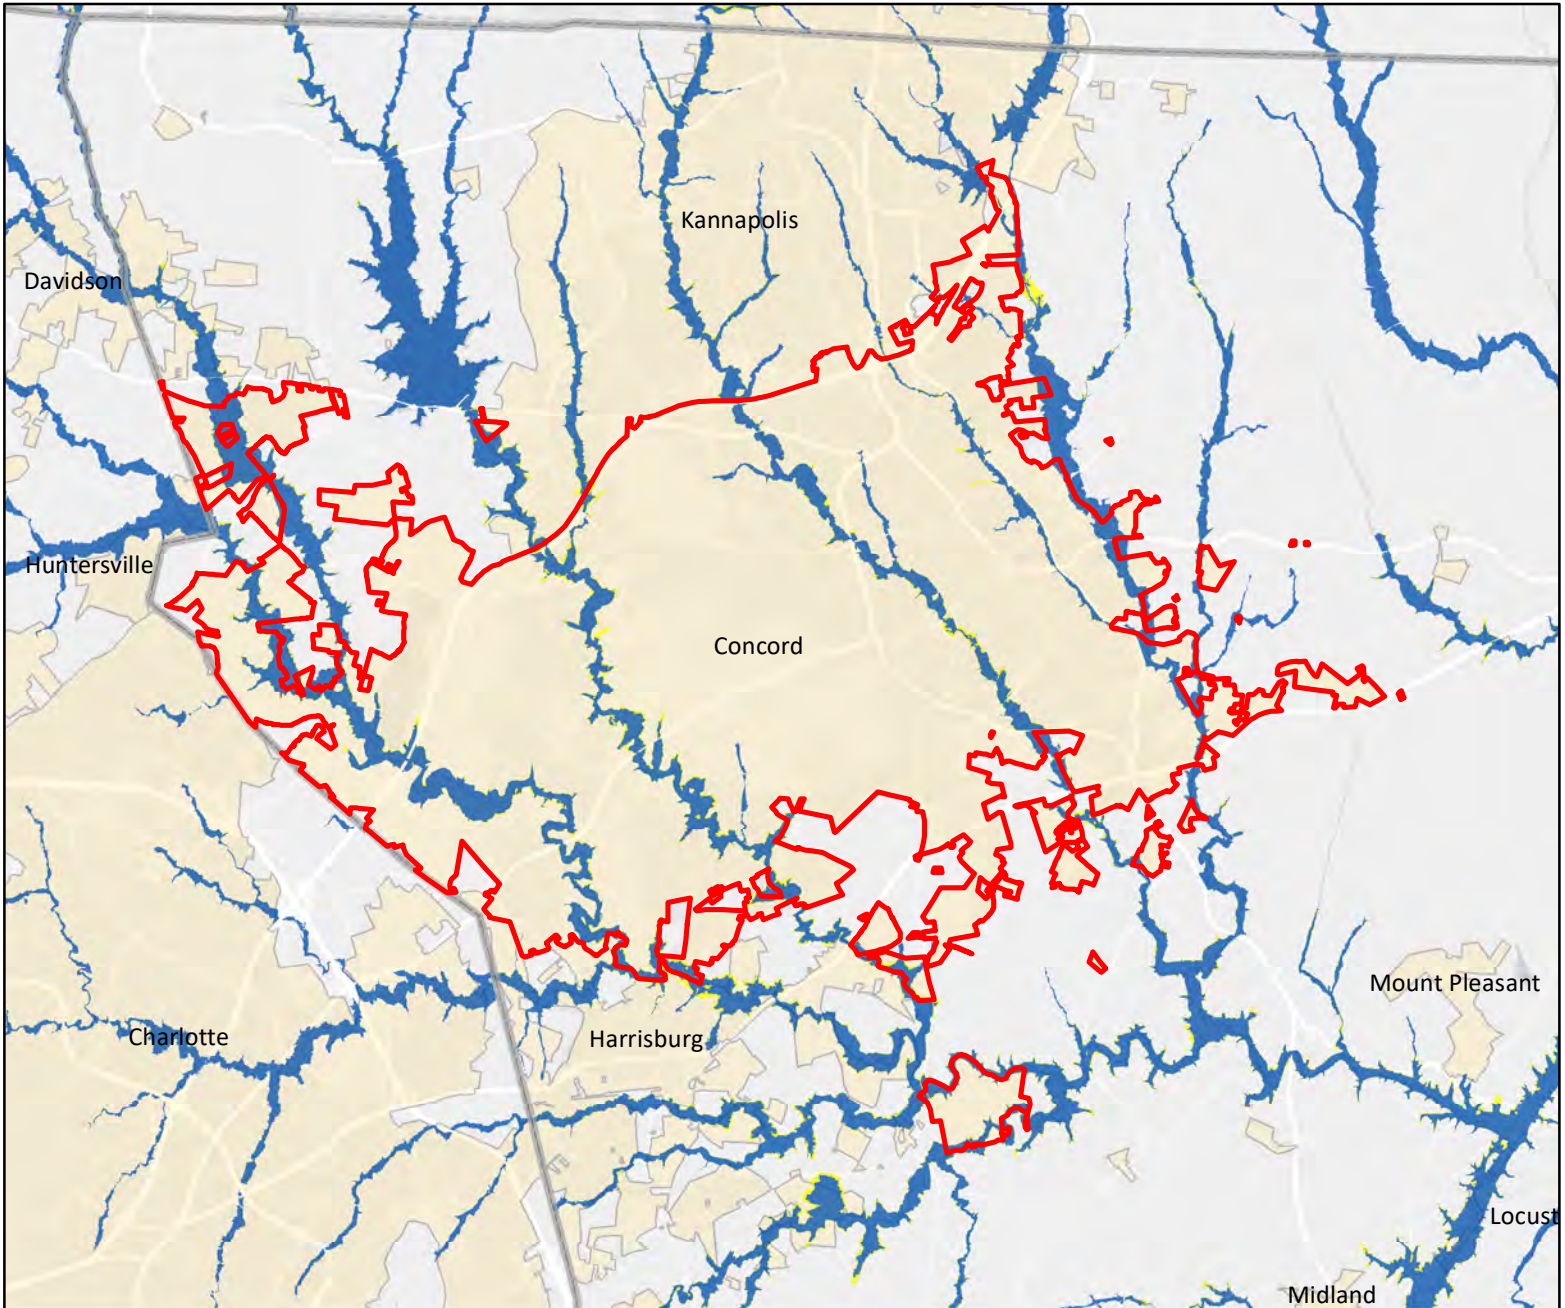 Kannapolis
Davidson
Huntersville
Concord
Mount Pleasant
Charlotte
Harrisburg
Locust
Midland